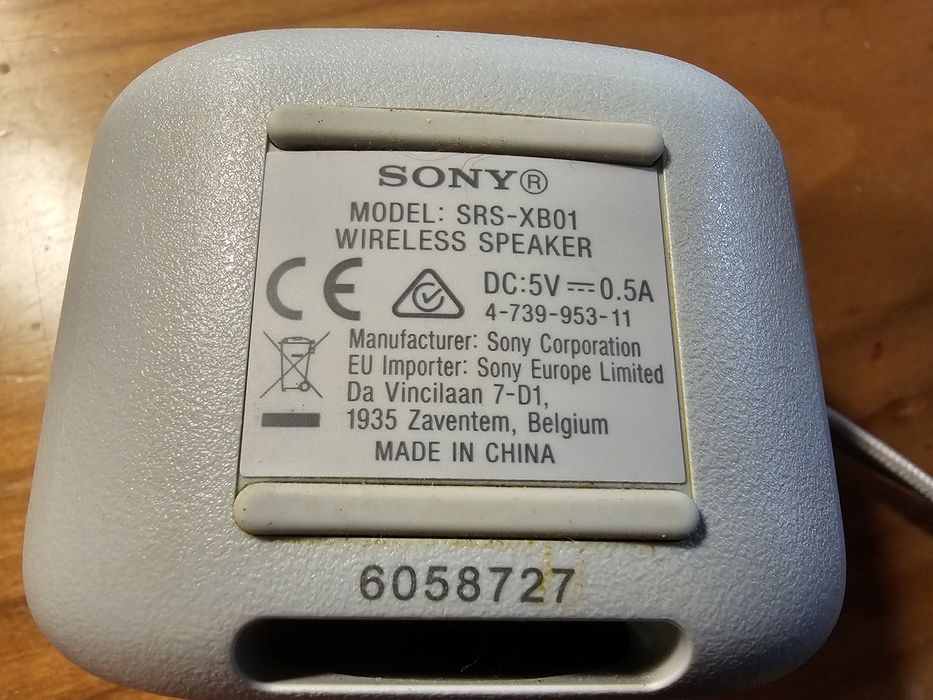 SONY®
MODEL: SRS-XB01
WIRELESS SPEAKER
CE
DC:5V ⎓ 0.5A
4-739-953-11
Manufacturer: Sony Corporation
EU Importer: Sony Europe Limited
Da Vincilaan 7-D1,
1935 Zaventem, Belgium
MADE IN CHINA
6058727